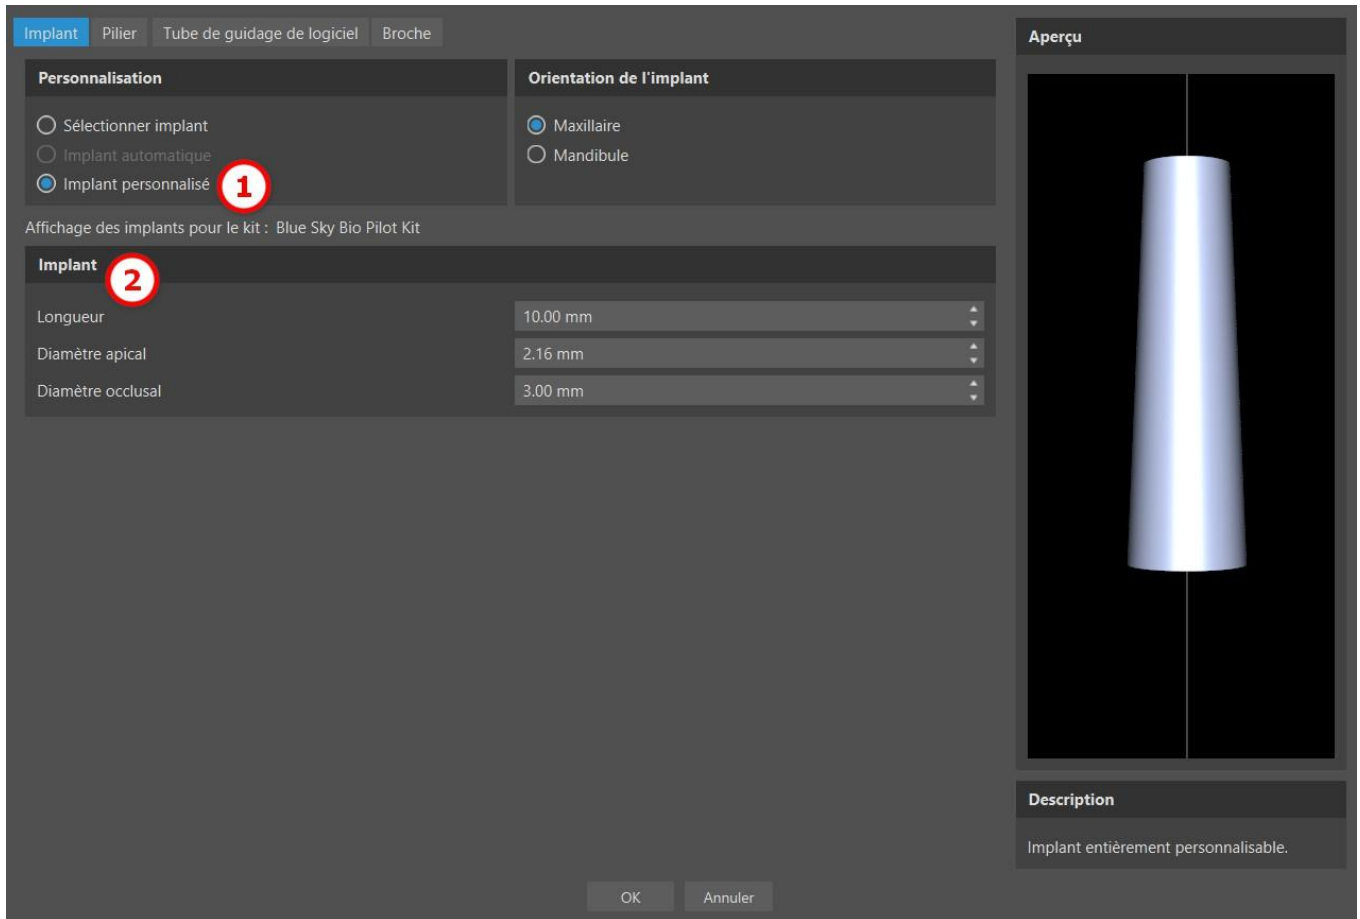 Implant Pilier Tube de guidage de logiciel Broche
Personnalisation
Sélectionner implant
Implant automatique
Implant personnalisé 1
Orientation de l'implant
Maxillaire
Mandibule
Affichage des implants pour le kit : Blue Sky Bio Pilot Kit
Implant 2
Longueur 10.00 mm
Diamètre apical 2.16 mm
Diamètre occlusal 3.00 mm
Aperçu
Description
Implant entièrement personnalisable.
OK Annuler